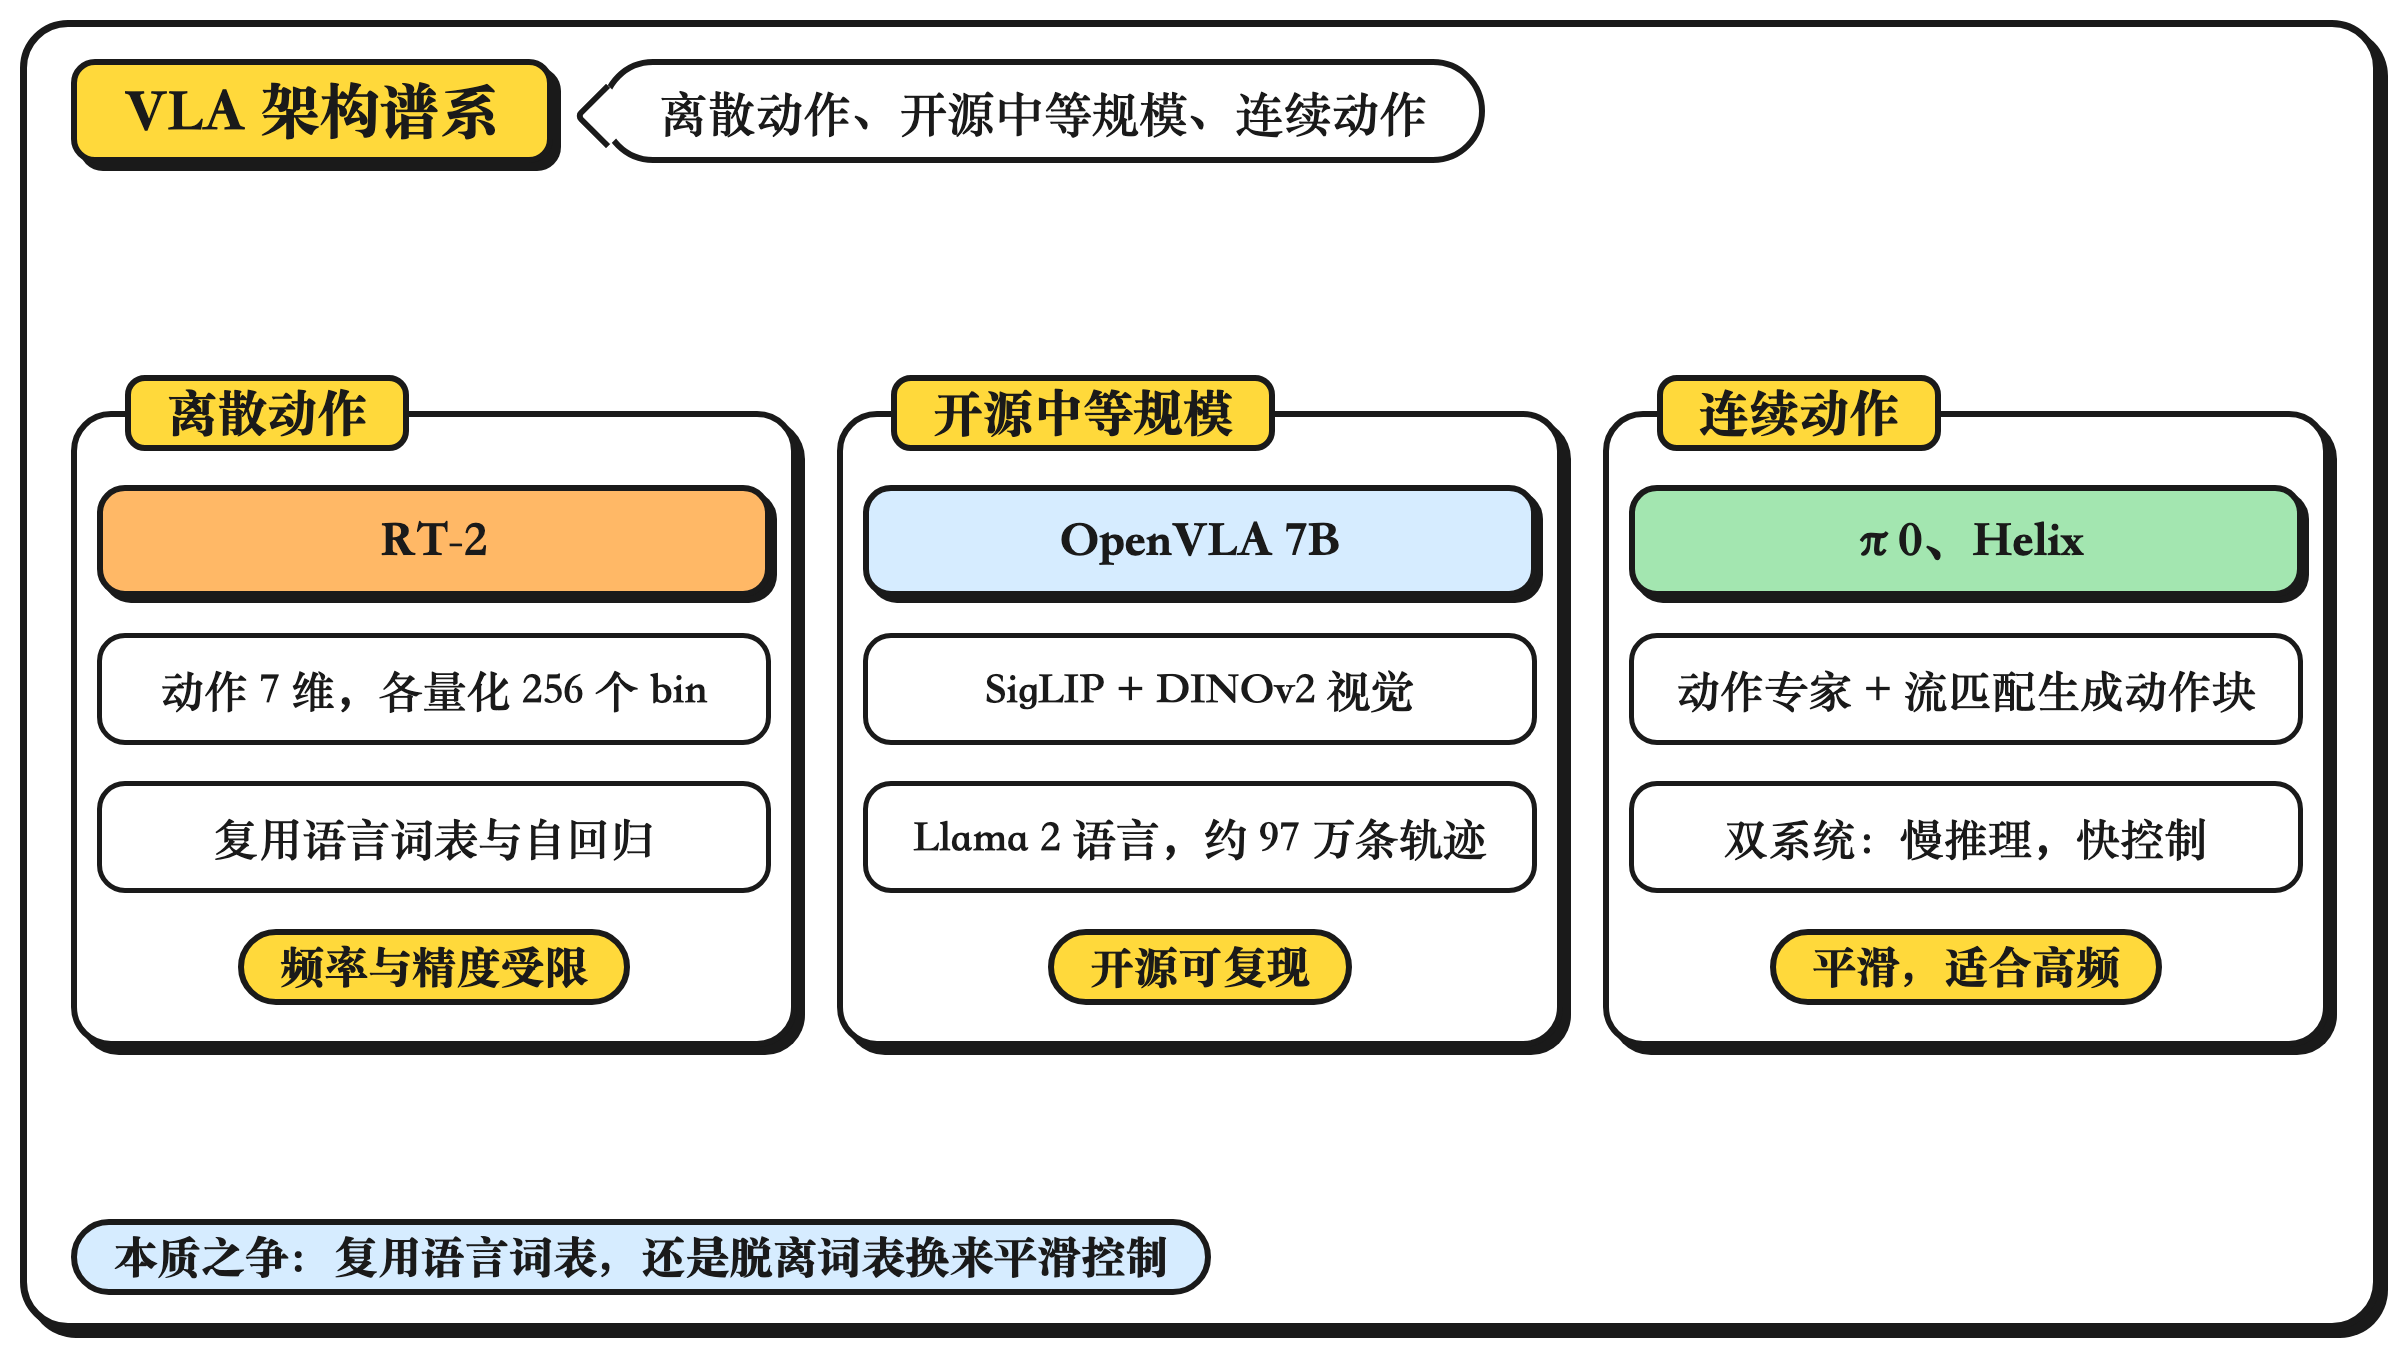 VLA 架构谱系
离散动作、开源中等规模、连续动作
离散动作
RT-2
动作 7 维，各量化 256 个 bin
复用语言词表与自回归
频率与精度受限
开源中等规模
OpenVLA 7B
SigLIP + DINOv2 视觉
Llama 2 语言，约 97 万条轨迹
开源可复现
连续动作
π0、Helix
动作专家 + 流匹配生成动作块
双系统：慢推理，快控制
平滑，适合高频
本质之争：复用语言词表，还是脱离词表换来平滑控制